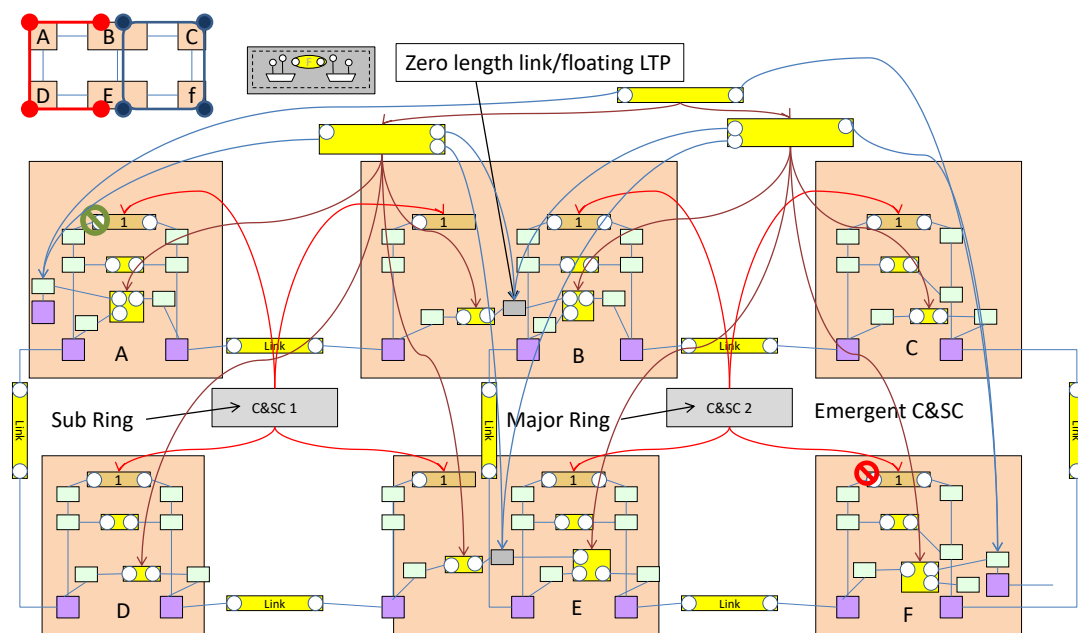 A
B
C
D
E
f
F
Zero length link/floating LTP
1
1
1
1
A
B
C
Link
Link
Link
Link
Link
Sub Ring
C&SC 1
Major Ring
C&SC 2
Emergent C&SC
1
1
1
1
D
E
F
Link
Link